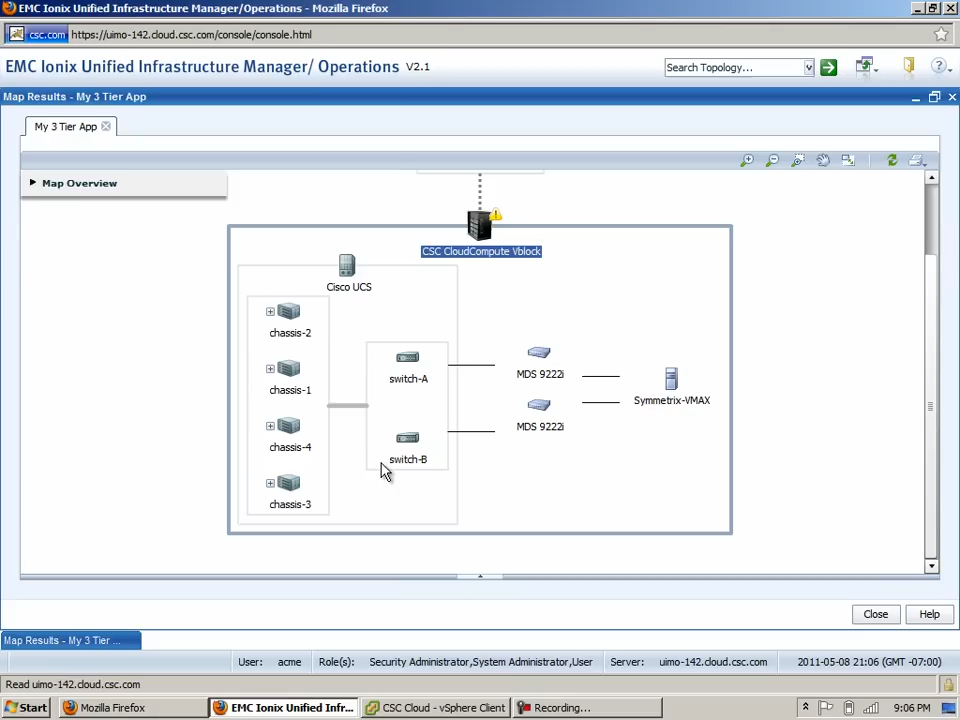 EMC Ionix Unified Infrastructure Manager/Operations - Mozilla Firefox
csc.com https://uimo-142.cloud.csc.com/console/console.html
EMC Ionix Unified Infrastructure Manager/ Operations V2.1
Search Topology...
Map Results - My 3 Tier App
My 3 Tier App
Map Overview
CSC CloudCompute Vblock
Cisco UCS
chassis-2
switch-A
MDS 9222i
chassis-1
Symmetrix-VMAX
MDS 9222i
chassis-4
switch-B
chassis-3
Close Help
Map Results - My 3 Tier ...
User: acme Role(s): Security Administrator,System Administrator,User Server: uimo-142.cloud.csc.com 2011-05-08 21:06 (GMT -07:00)
Read uimo-142.cloud.csc.com
Start Mozilla Firefox EMC Ionix Unified Infr... CSC Cloud - vSphere Client Recording... 9:06 PM